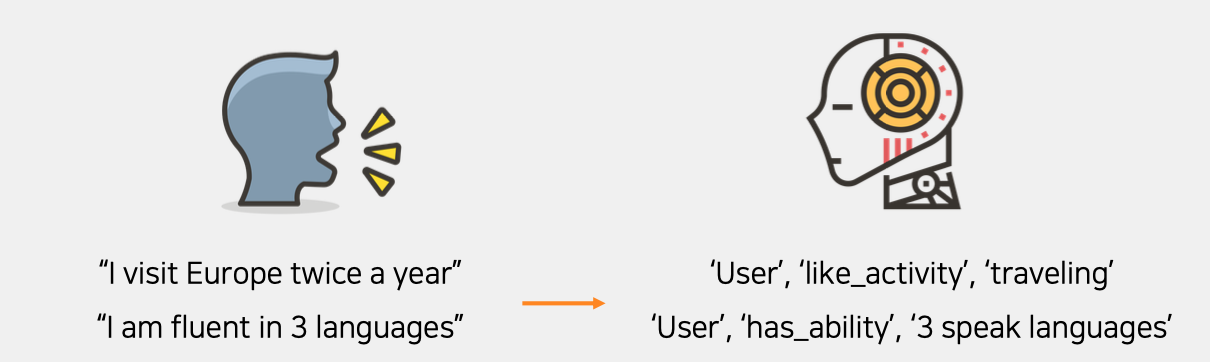 “I visit Europe twice a year”
“I am fluent in 3 languages”
‘User’, ‘like_activity’, ‘traveling’
‘User’, ‘has_ability’, ‘3 speak languages’